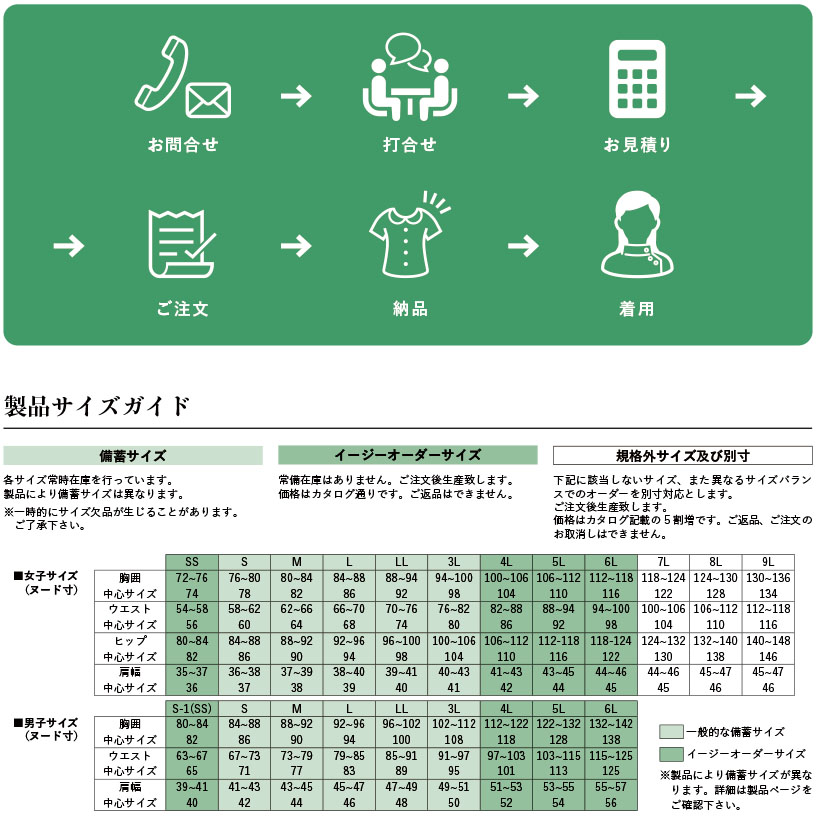 お問合せ
打合せ
お見積り
ご注文
納品
着用
製品サイズガイド
備蓄サイズ
各サイズ常時在庫を行っています。
製品により備蓄サイズは異なります。
※一時的にサイズ欠品が生じることがあります。
ご了承下さい。
イージーオーダーサイズ
常備在庫はありません。ご注文後生産致します。
価格はカタログ通りです。ご返品はできません。
規格外サイズ及び別寸
下記に該当しないサイズ、また異なるサイズバラン
スでのオーダーを別寸対応とします。
ご注文後生産致します。
価格はカタログ記載の5割増です。ご返品、ご注文の
お取消しはできません。
■女子サイズ
(ヌード寸)
SS S M L LL 3L 4L 5L 6L 7L 8L 9L
胸囲 72~76 76~80 80~84 84~88 88~94 94~100 100~106 106~112 112~118 118~124 124~130 130~136
中心サイズ 74 78 82 86 92 98 104 110 116 122 128 134
ウエスト 54~58 58~62 62~66 66~70 70~76 76~82 82~88 88~94 94~100 100~106 106~112 112~118
中心サイズ 56 60 64 68 74 80 86 92 98 104 110 116
ヒップ 80~84 84~88 88~92 92~96 96~100 100~106 106~112 112-118 118-124 124~132 132~140 140~148
中心サイズ 82 86 90 94 98 104 110 116 122 130 138 146
肩幅 35~37 36~38 37~39 38~40 39~41 40~43 41~43 43~45 44~46 44~46 45~47 45~47
中心サイズ 36 37 38 39 40 41 42 44 45 45 46 46
■男子サイズ
(ヌード寸)
S-1(SS) S M L LL 3L 4L 5L 6L
胸囲 80~84 84~88 88~92 92~96 96~102 102~112 112~122 122~132 132~142
中心サイズ 82 86 90 94 100 108 118 128 138
ウエスト 63~67 67~73 73~79 79~85 85~91 91~97 97~103 103~115 115~125
中心サイズ 65 71 77 83 89 95 101 113 125
肩幅 39~41 41~43 43~45 45~47 47~49 49~51 51~53 53~55 55~57
中心サイズ 40 42 44 46 48 50 52 54 56
一般的な備蓄サイズ
イージーオーダーサイズ
※製品により備蓄サイズが異な
ります。詳細は製品ページを
ご確認下さい。